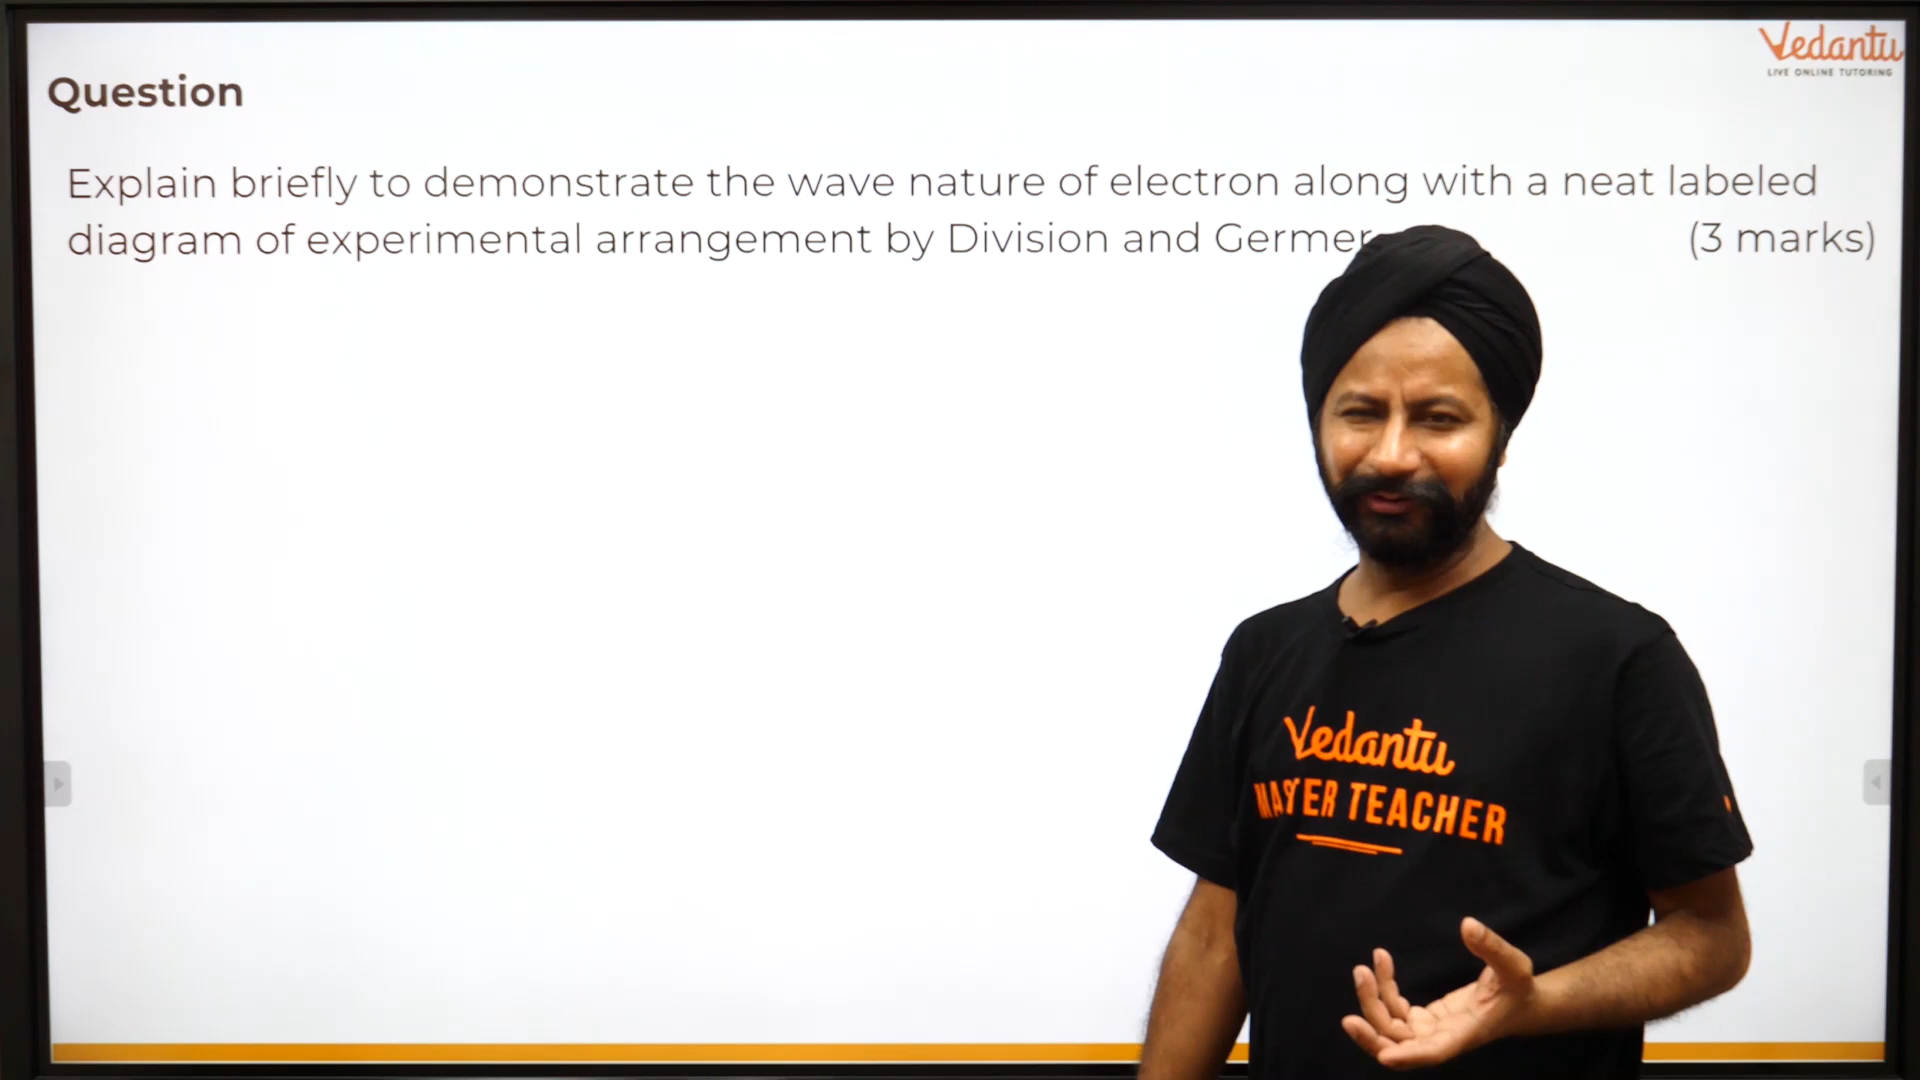 Vedantu
LIVE ONLINE TUTORING
Question
Explain briefly to demonstrate the wave nature of electron along with a neat labeled
diagram of experimental arrangement by Division and Germer (3 marks)
Vedantu
MASTER TEACHER